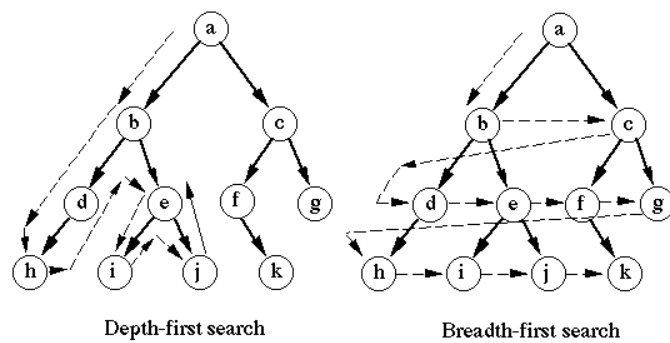 a a
b c b c
d e f g d e f g
h i j k h i j k
Depth-first search Breadth-first search